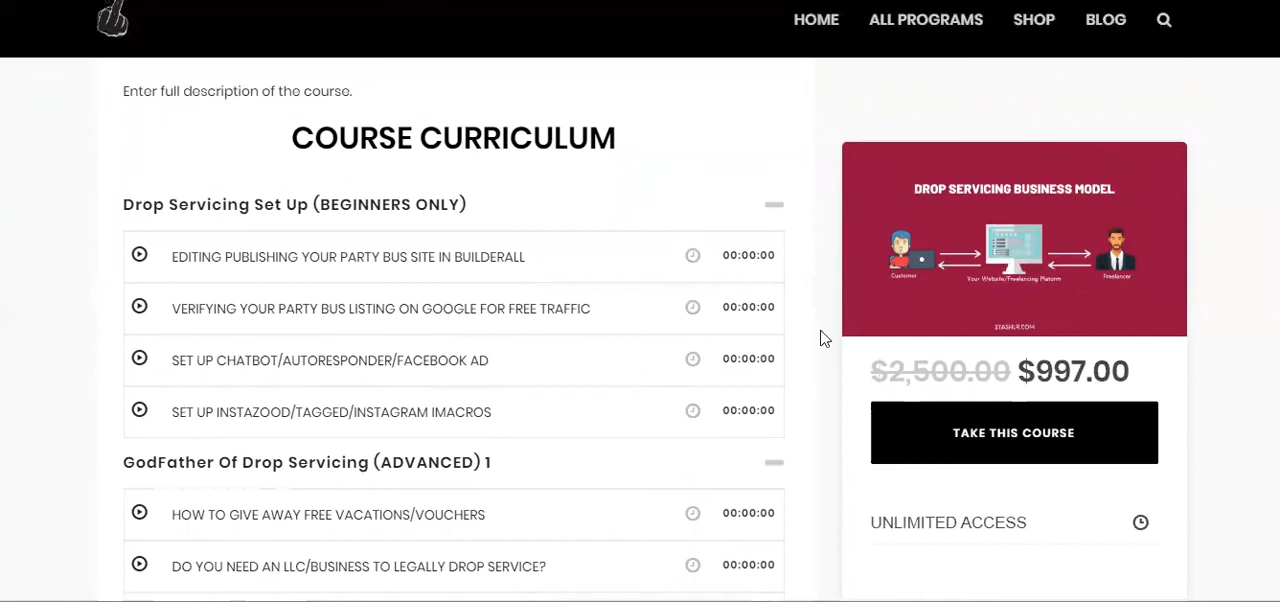 HOME ALL PROGRAMS SHOP BLOG
Enter full description of the course.
COURSE CURRICULUM
Drop Servicing Set Up (BEGINNERS ONLY)
EDITING PUBLISHING YOUR PARTY BUS SITE IN BUILDERALL 00:00:00
VERIFYING YOUR PARTY BUS LISTING ON GOOGLE FOR FREE TRAFFIC 00:00:00
SET UP CHATBOT/AUTORESPONDER/FACEBOOK AD 00:00:00
SET UP INSTAZOOD/TAGGED/INSTAGRAM IMACROS 00:00:00
GodFather Of Drop Servicing (ADVANCED) 1
HOW TO GIVE AWAY FREE VACATIONS/VOUCHERS 00:00:00
DO YOU NEED AN LLC/BUSINESS TO LEGALLY DROP SERVICE? 00:00:00
DROP SERVICING BUSINESS MODEL
Customer
Your Website/Freelancing Platform
Freelancer
STASHLR.COM
$2,500.00 $997.00
TAKE THIS COURSE
UNLIMITED ACCESS